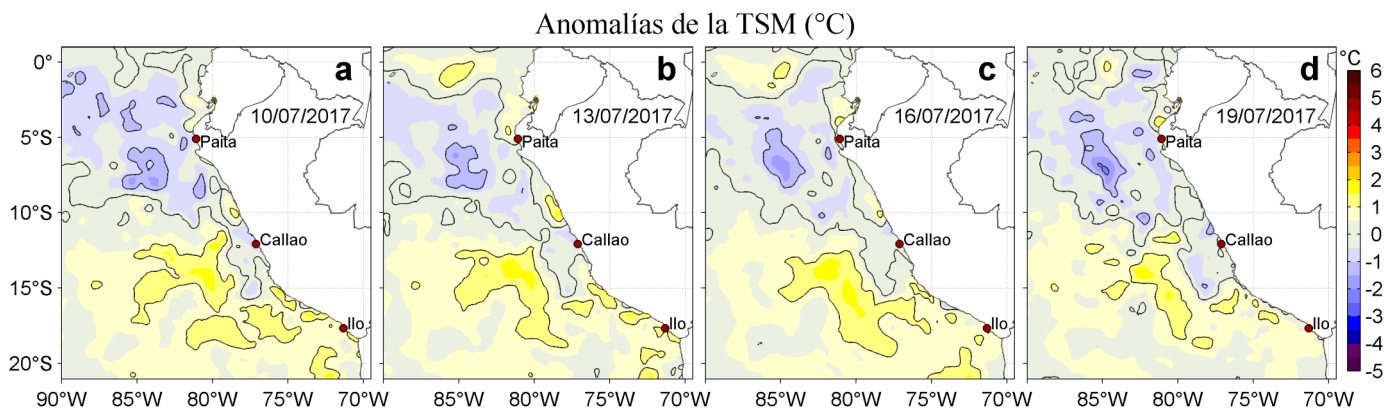 Anomalías de la TSM (°C)
0° a 10/07/2017 b 13/07/2017 c 16/07/2017 d 19/07/2017 °C
5°S Paita Paita Paita Paita
10°S
Callao Callao Callao Callao
15°S
Ilo Ilo Ilo Ilo
20°S
90°W 85°W 80°W 75°W 70°W 85°W 80°W 75°W 70°W 85°W 80°W 75°W 70°W 85°W 80°W 75°W 70°W
6
5
4
3
2
1
0
-1
-2
-3
-4
-5